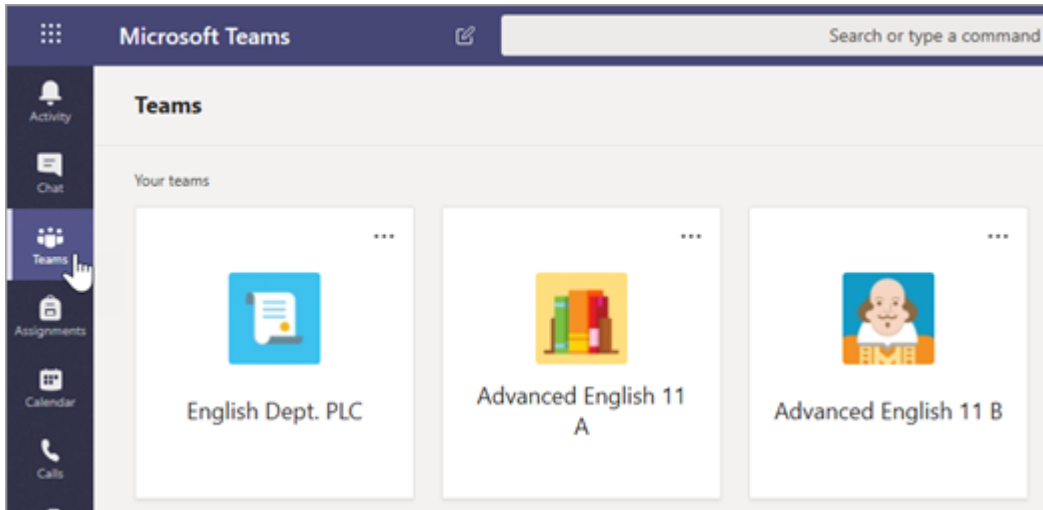 Microsoft Teams
Search or type a command
Activity
Chat
Teams
Assignments
Calendar
Calls
Teams
Your teams
English Dept. PLC
Advanced English 11
A
Advanced English 11 B